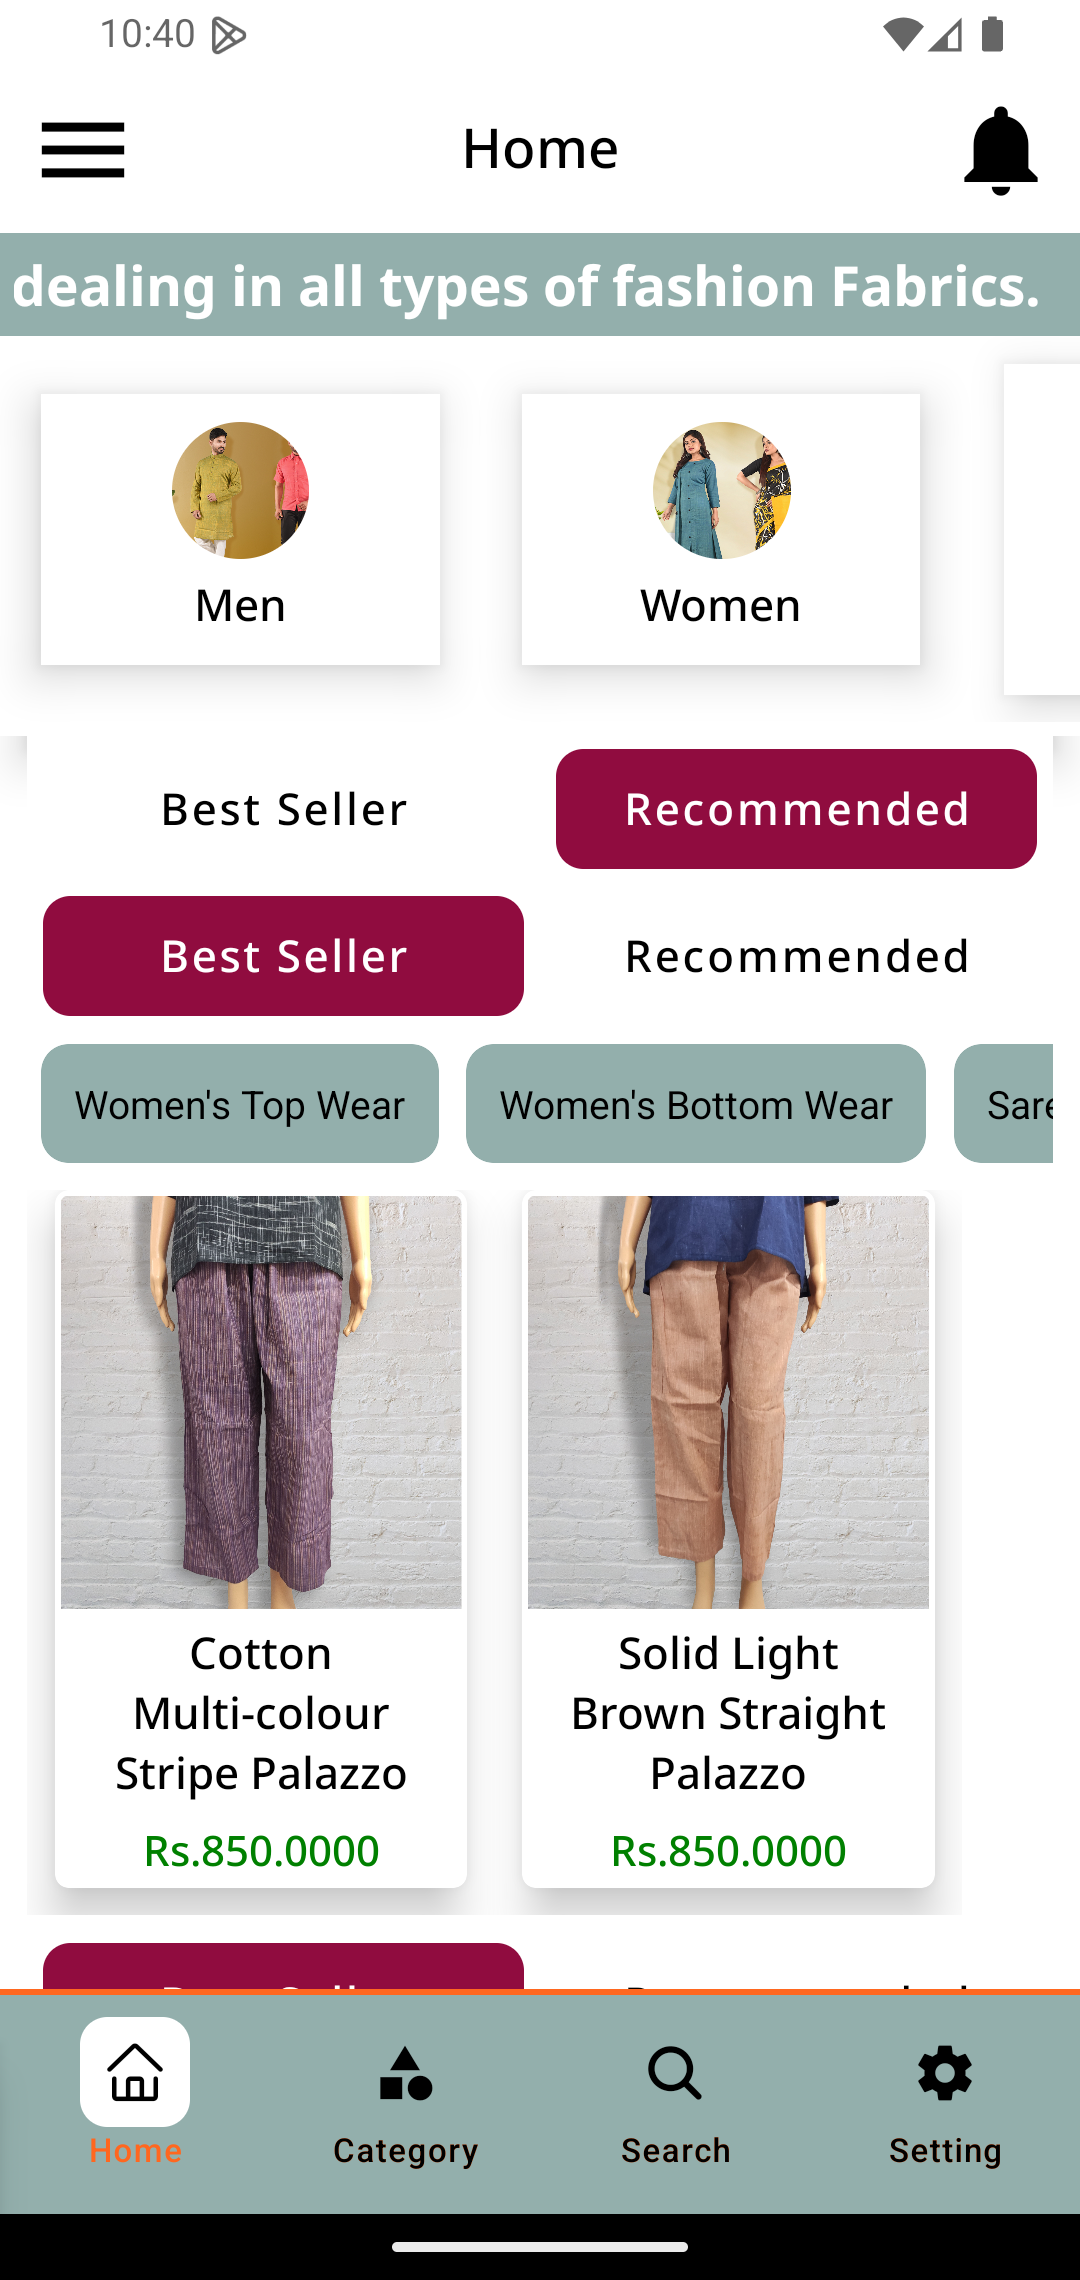 10:40
Home
dealing in all types of fashion Fabrics.
Men
Women
Best Seller
Recommended
Best Seller
Recommended
Women's Top Wear
Women's Bottom Wear
Sare
Cotton
Multi-colour
Stripe Palazzo
Rs.850.0000
Solid Light
Brown Straight
Palazzo
Rs.850.0000
Home
Category
Search
Setting